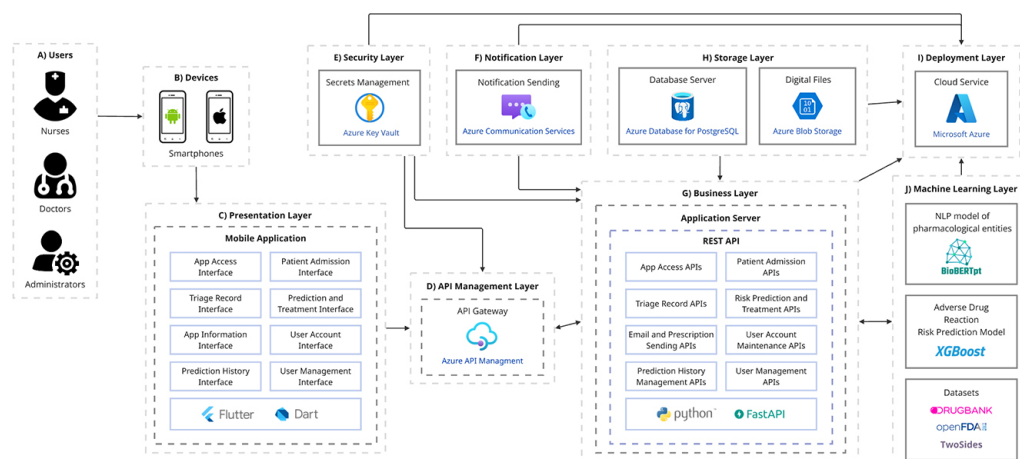 A) Users
Nurses
Doctors
Administrators
B) Devices
Smartphones
C) Presentation Layer
Mobile Application
App Access
Interface
Patient Admission
Interface
Triage Record
Interface
Prediction and
Treatment Interface
App Information
Interface
User Account
Interface
Prediction History
Interface
User Management
Interface
Flutter
Dart
E) Security Layer
Secrets Management
Azure Key Vault
F) Notification Layer
Notification Sending
Azure Communication Services
D) API Management Layer
API Gateway
Azure API Managment
H) Storage Layer
Database Server
Azure Database for PostgreSQL
Digital Files
10
01
Azure Blob Storage
G) Business Layer
Application Server
REST API
App Access APIs
Patient Admission
APIs
Triage Record APIs
Risk Prediction and
Treatment APIs
Email and Prescription
Sending APIs
User Account
Maintenance APIs
Prediction History
Management APIs
User Management
APIs
python
FastAPI
I) Deployment Layer
Cloud Service
Microsoft Azure
J) Machine Learning Layer
NLP model of
pharmacological entities
BioBERTpt
Adverse Drug
Reaction
Risk Prediction Model
XGBoost
Datasets
DRUGBANK
openFDA
TwoSides